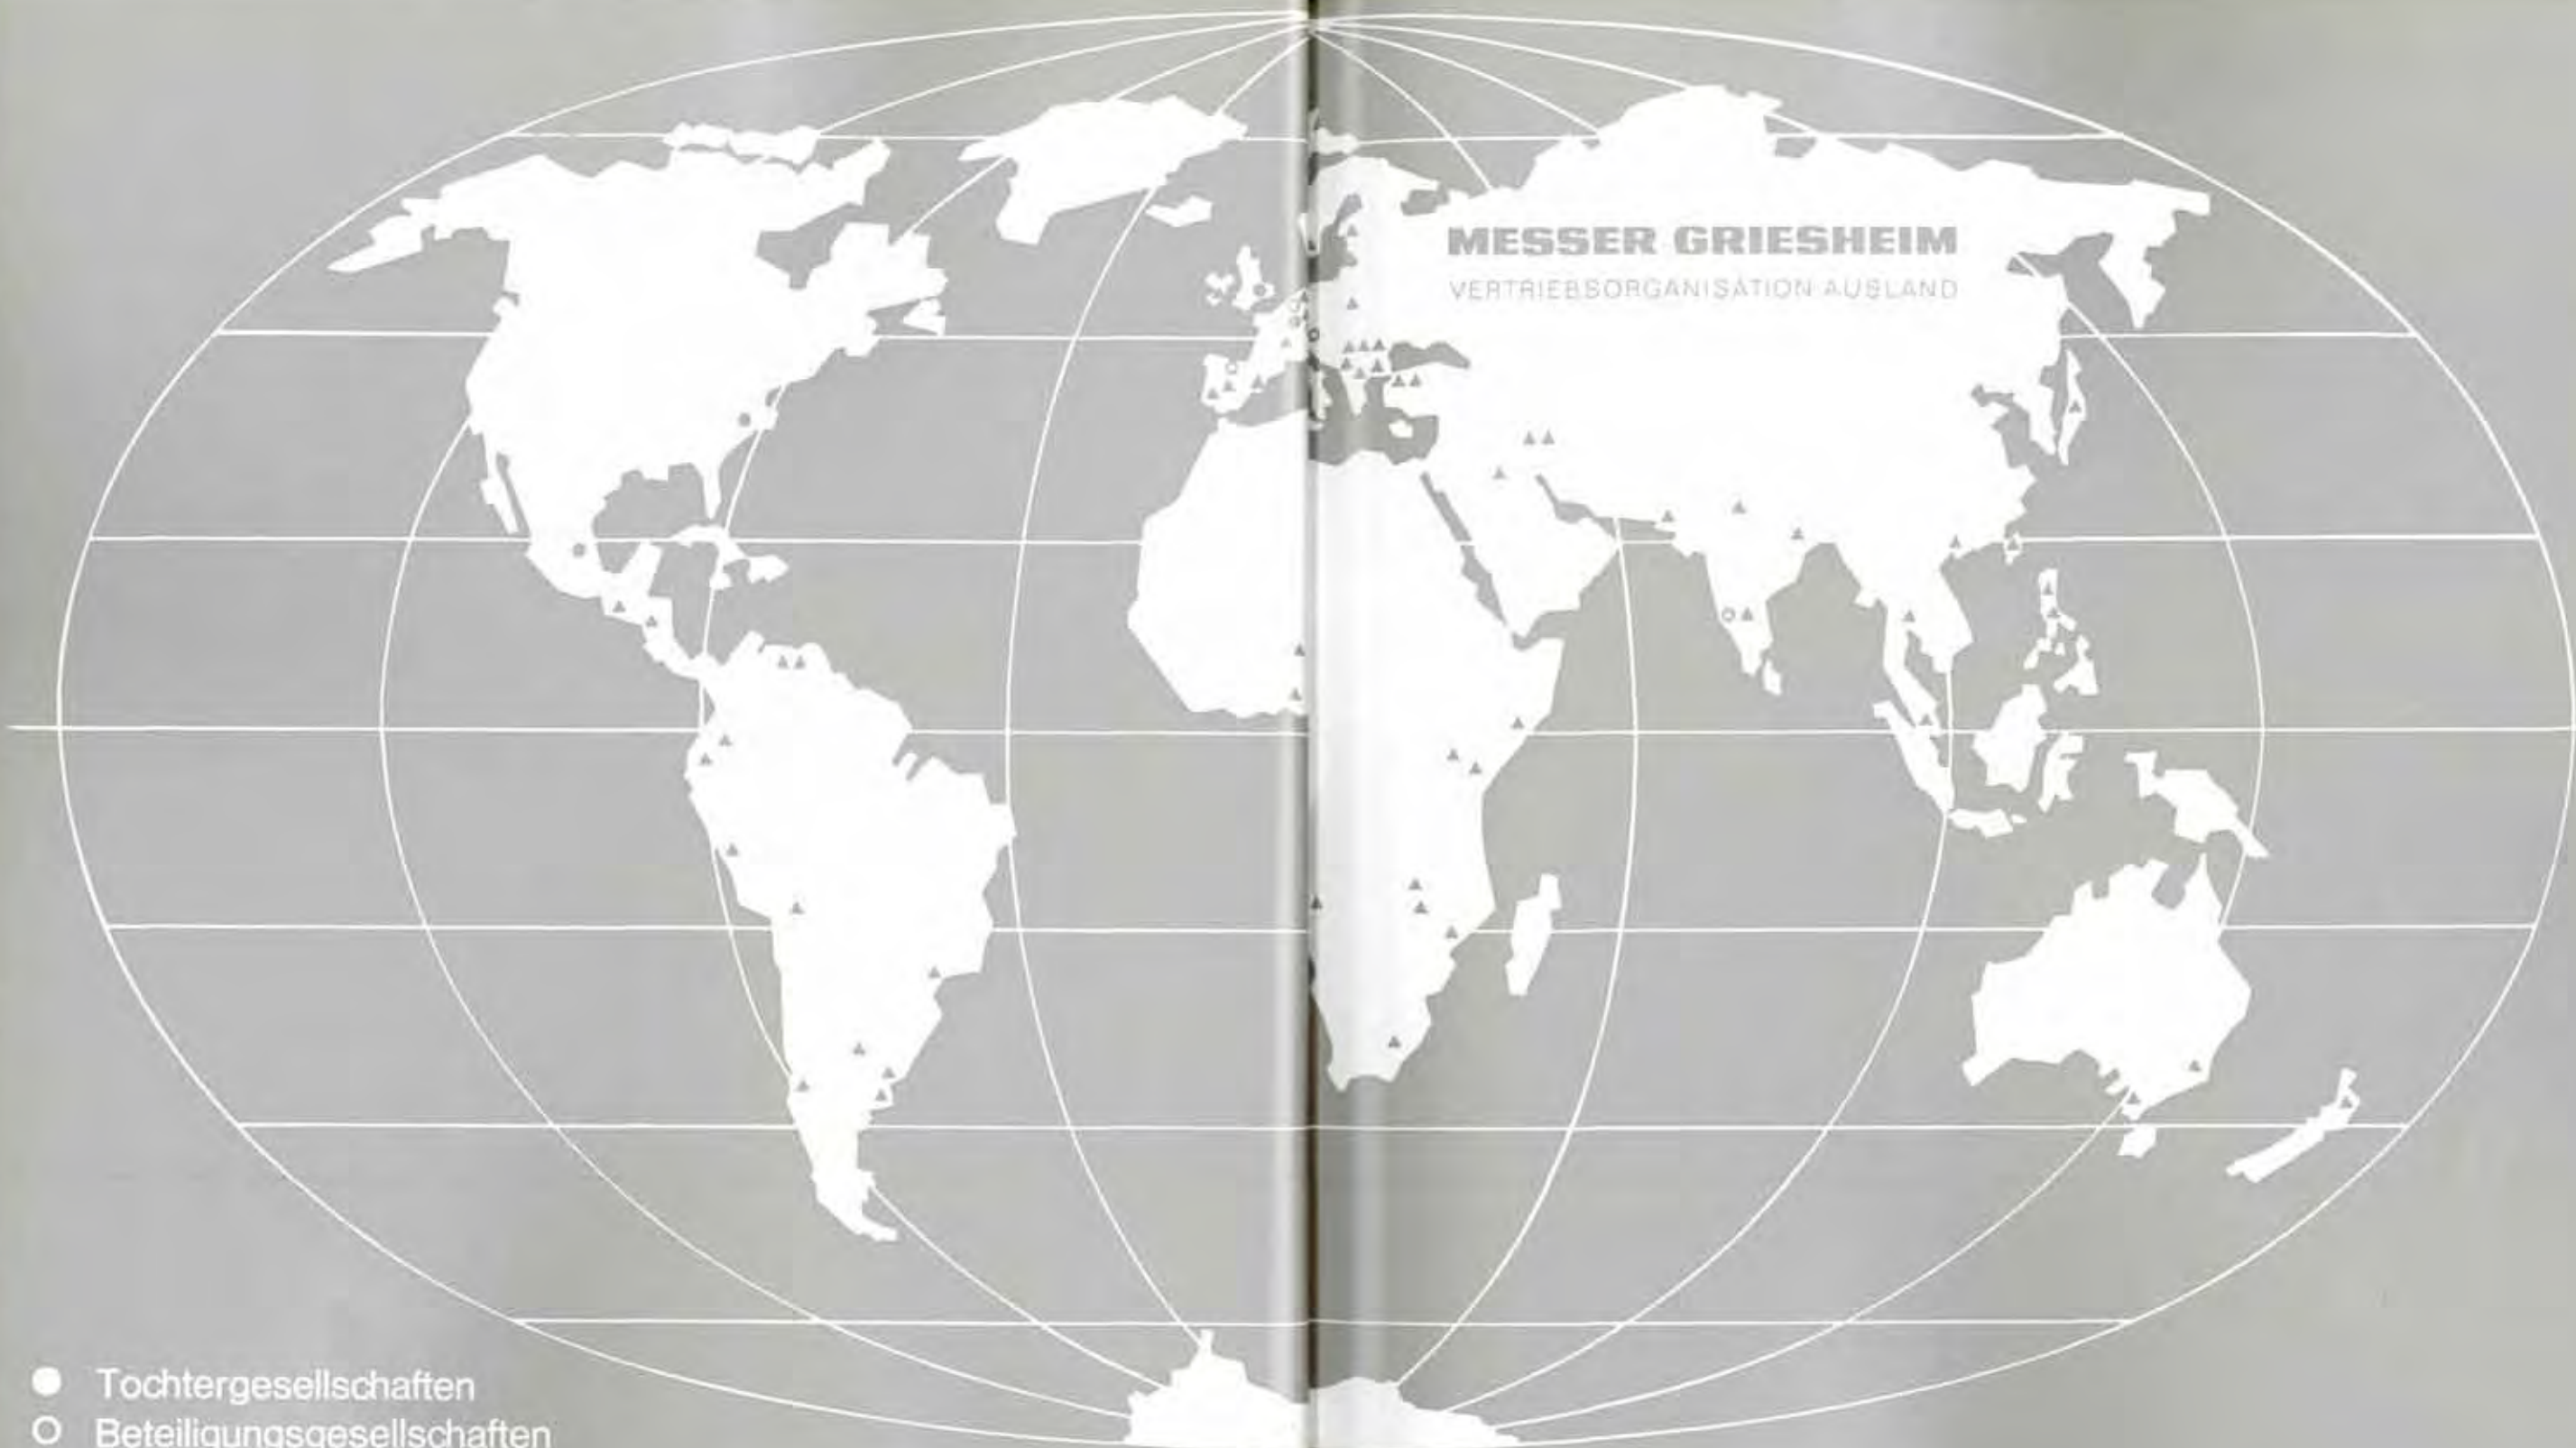 MESSER GRIESHEIM
VERTRIEBSORGANISATION AUSLAND
Tochtergesellschaften
Beteiligungsgesellschaften